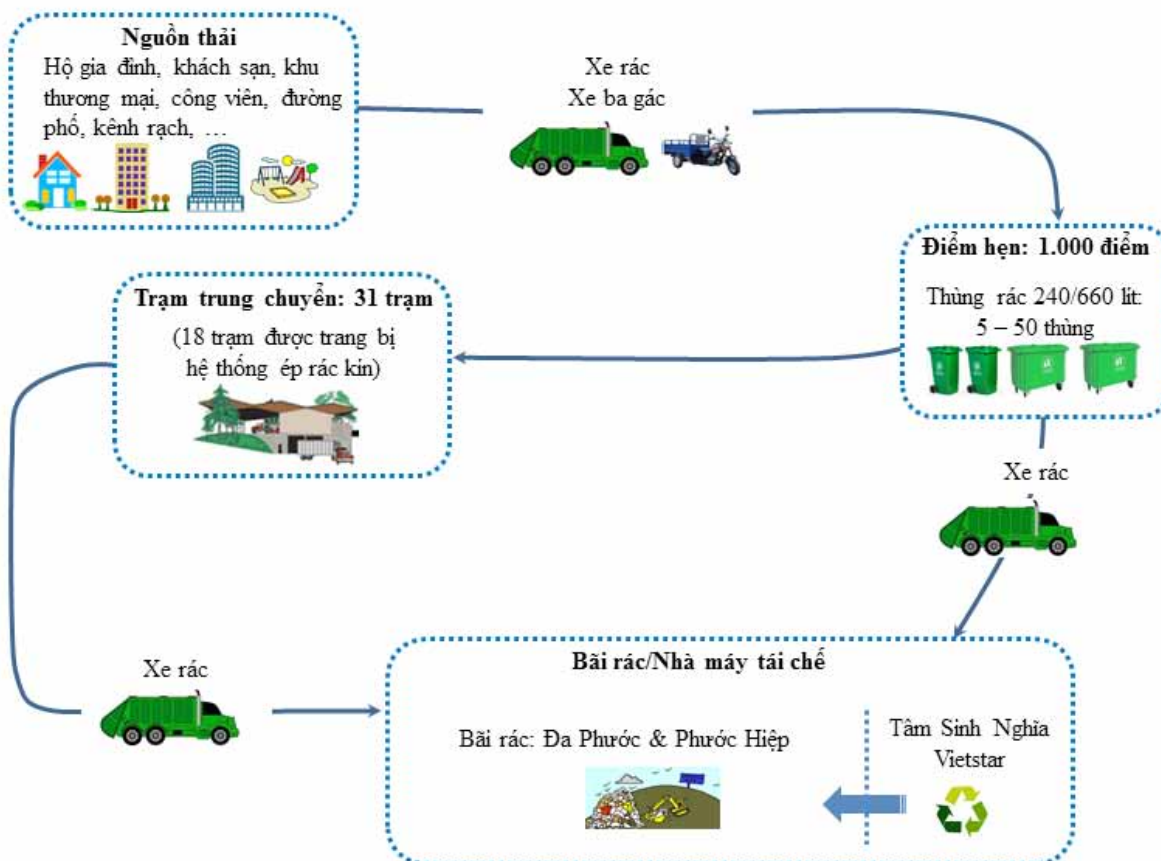 Nguồn thải
Hộ gia đình, khách sạn, khu
thương mại, công viên, đường
phố, kênh rạch, …
Xe rác
Xe ba gác
Điểm hẹn: 1.000 điểm
Thùng rác 240/660 lit:
5 – 50 thùng
Trạm trung chuyển: 31 trạm
(18 trạm được trang bị
hệ thống ép rác kin)
Xe rác
Xe rác
Bãi rác/Nhà máy tái chế
Bãi rác: Đa Phước & Phước Hiệp
Tâm Sinh Nghĩa
Vietstar